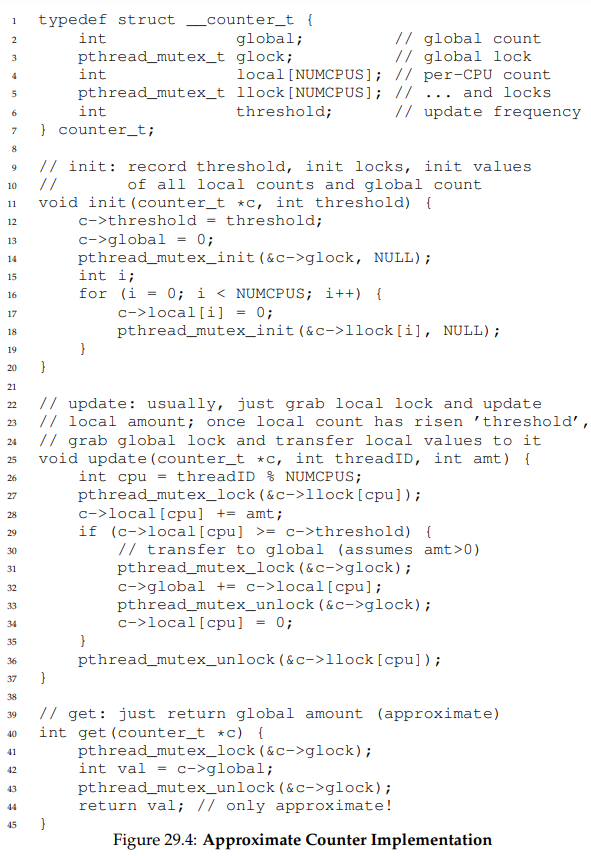 1 typedef struct __counter_t {
2 int global; // global count
3 pthread_mutex_t glock; // global lock
4 int local[NUMCPUS]; // per-CPU count
5 pthread_mutex_t llock[NUMCPUS]; // ... and locks
6 int threshold; // update frequency
7 } counter_t;
8
9 // init: record threshold, init locks, init values
10 // of all local counts and global count
11 void init(counter_t *c, int threshold) {
12 c->threshold = threshold;
13 c->global = 0;
14 pthread_mutex_init(&c->glock, NULL);
15 int i;
16 for (i = 0; i < NUMCPUS; i++) {
17 c->local[i] = 0;
18 pthread_mutex_init(&c->llock[i], NULL);
19 }
20 }
21
22 // update: usually, just grab local lock and update
23 // local amount; once local count has risen ’threshold’,
24 // grab global lock and transfer local values to it
25 void update(counter_t *c, int threadID, int amt) {
26 int cpu = threadID % NUMCPUS;
27 pthread_mutex_lock(&c->llock[cpu]);
28 c->local[cpu] += amt;
29 if (c->local[cpu] >= c->threshold) {
30 // transfer to global (assumes amt>0)
31 pthread_mutex_lock(&c->glock);
32 c->global += c->local[cpu];
33 pthread_mutex_unlock(&c->glock);
34 c->local[cpu] = 0;
35 }
36 pthread_mutex_unlock(&c->llock[cpu]);
37 }
38
39 // get: just return global amount (approximate)
40 int get(counter_t *c) {
41 pthread_mutex_lock(&c->glock);
42 int val = c->global;
43 pthread_mutex_unlock(&c->glock);
44 return val; // only approximate!
45 }
Figure 29.4: Approximate Counter Implementation